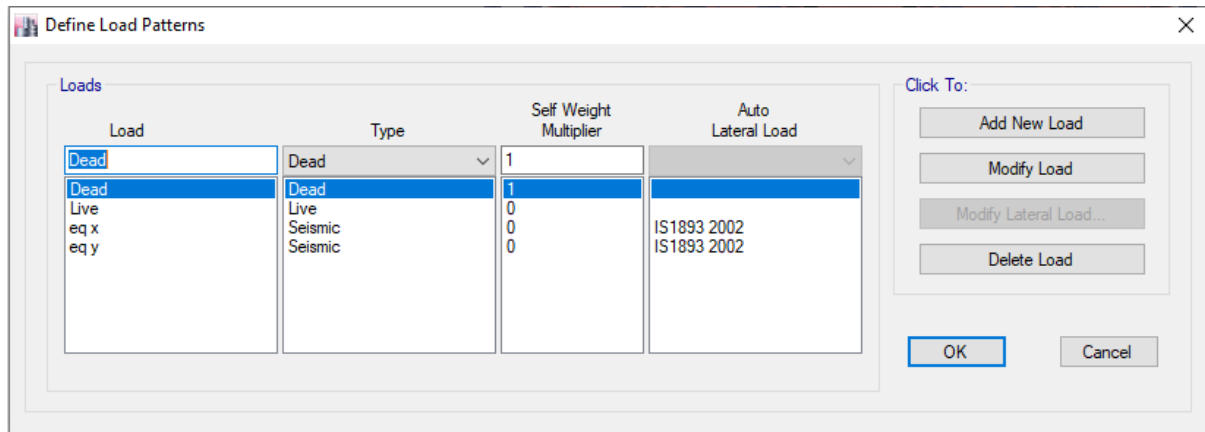 Define Load Patterns
Loads
Click To:
Load Type Self Weight Multiplier Auto Lateral Load
Dead Dead 1
Dead Dead 1
Live Live 0
eq x Seismic 0 IS1893 2002
eq y Seismic 0 IS1893 2002
Add New Load
Modify Load
Modify Lateral Load...
Delete Load
OK Cancel